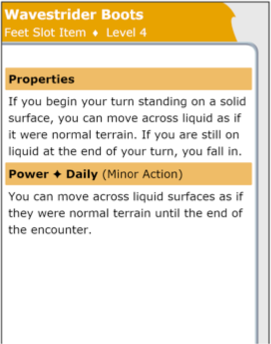 Wavestrider Boots
Feet Slot Item ♦ Level 4
Properties
If you begin your turn standing on a solid
surface, you can move across liquid as if
it were normal terrain. If you are still on
liquid at the end of your turn, you fall in.
Power ✦ Daily (Minor Action)
You can move across liquid surfaces as if
they were normal terrain until the end of
the encounter.